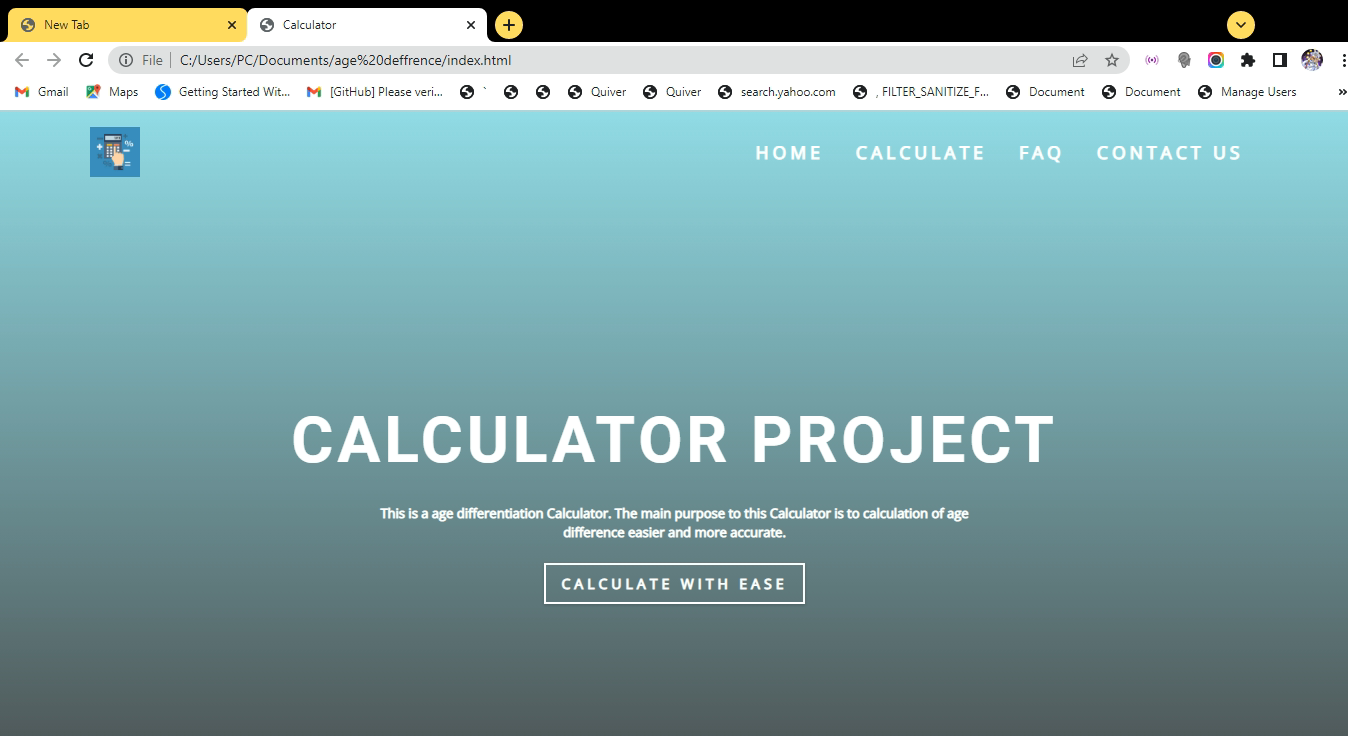 New Tab
Calculator
File
C:/Users/PC/Documents/age%20deffrence/index.html
Gmail
Maps
Getting Started Wit...
[GitHub] Please veri...
`
Quiver
Quiver
search.yahoo.com
, FILTER_SANITIZE_F...
Document
Document
Manage Users
»
HOME
CALCULATE
FAQ
CONTACT US
CALCULATOR PROJECT
This is a age differentiation Calculator. The main purpose to this Calculator is to calculation of age
difference easier and more accurate.
CALCULATE WITH EASE